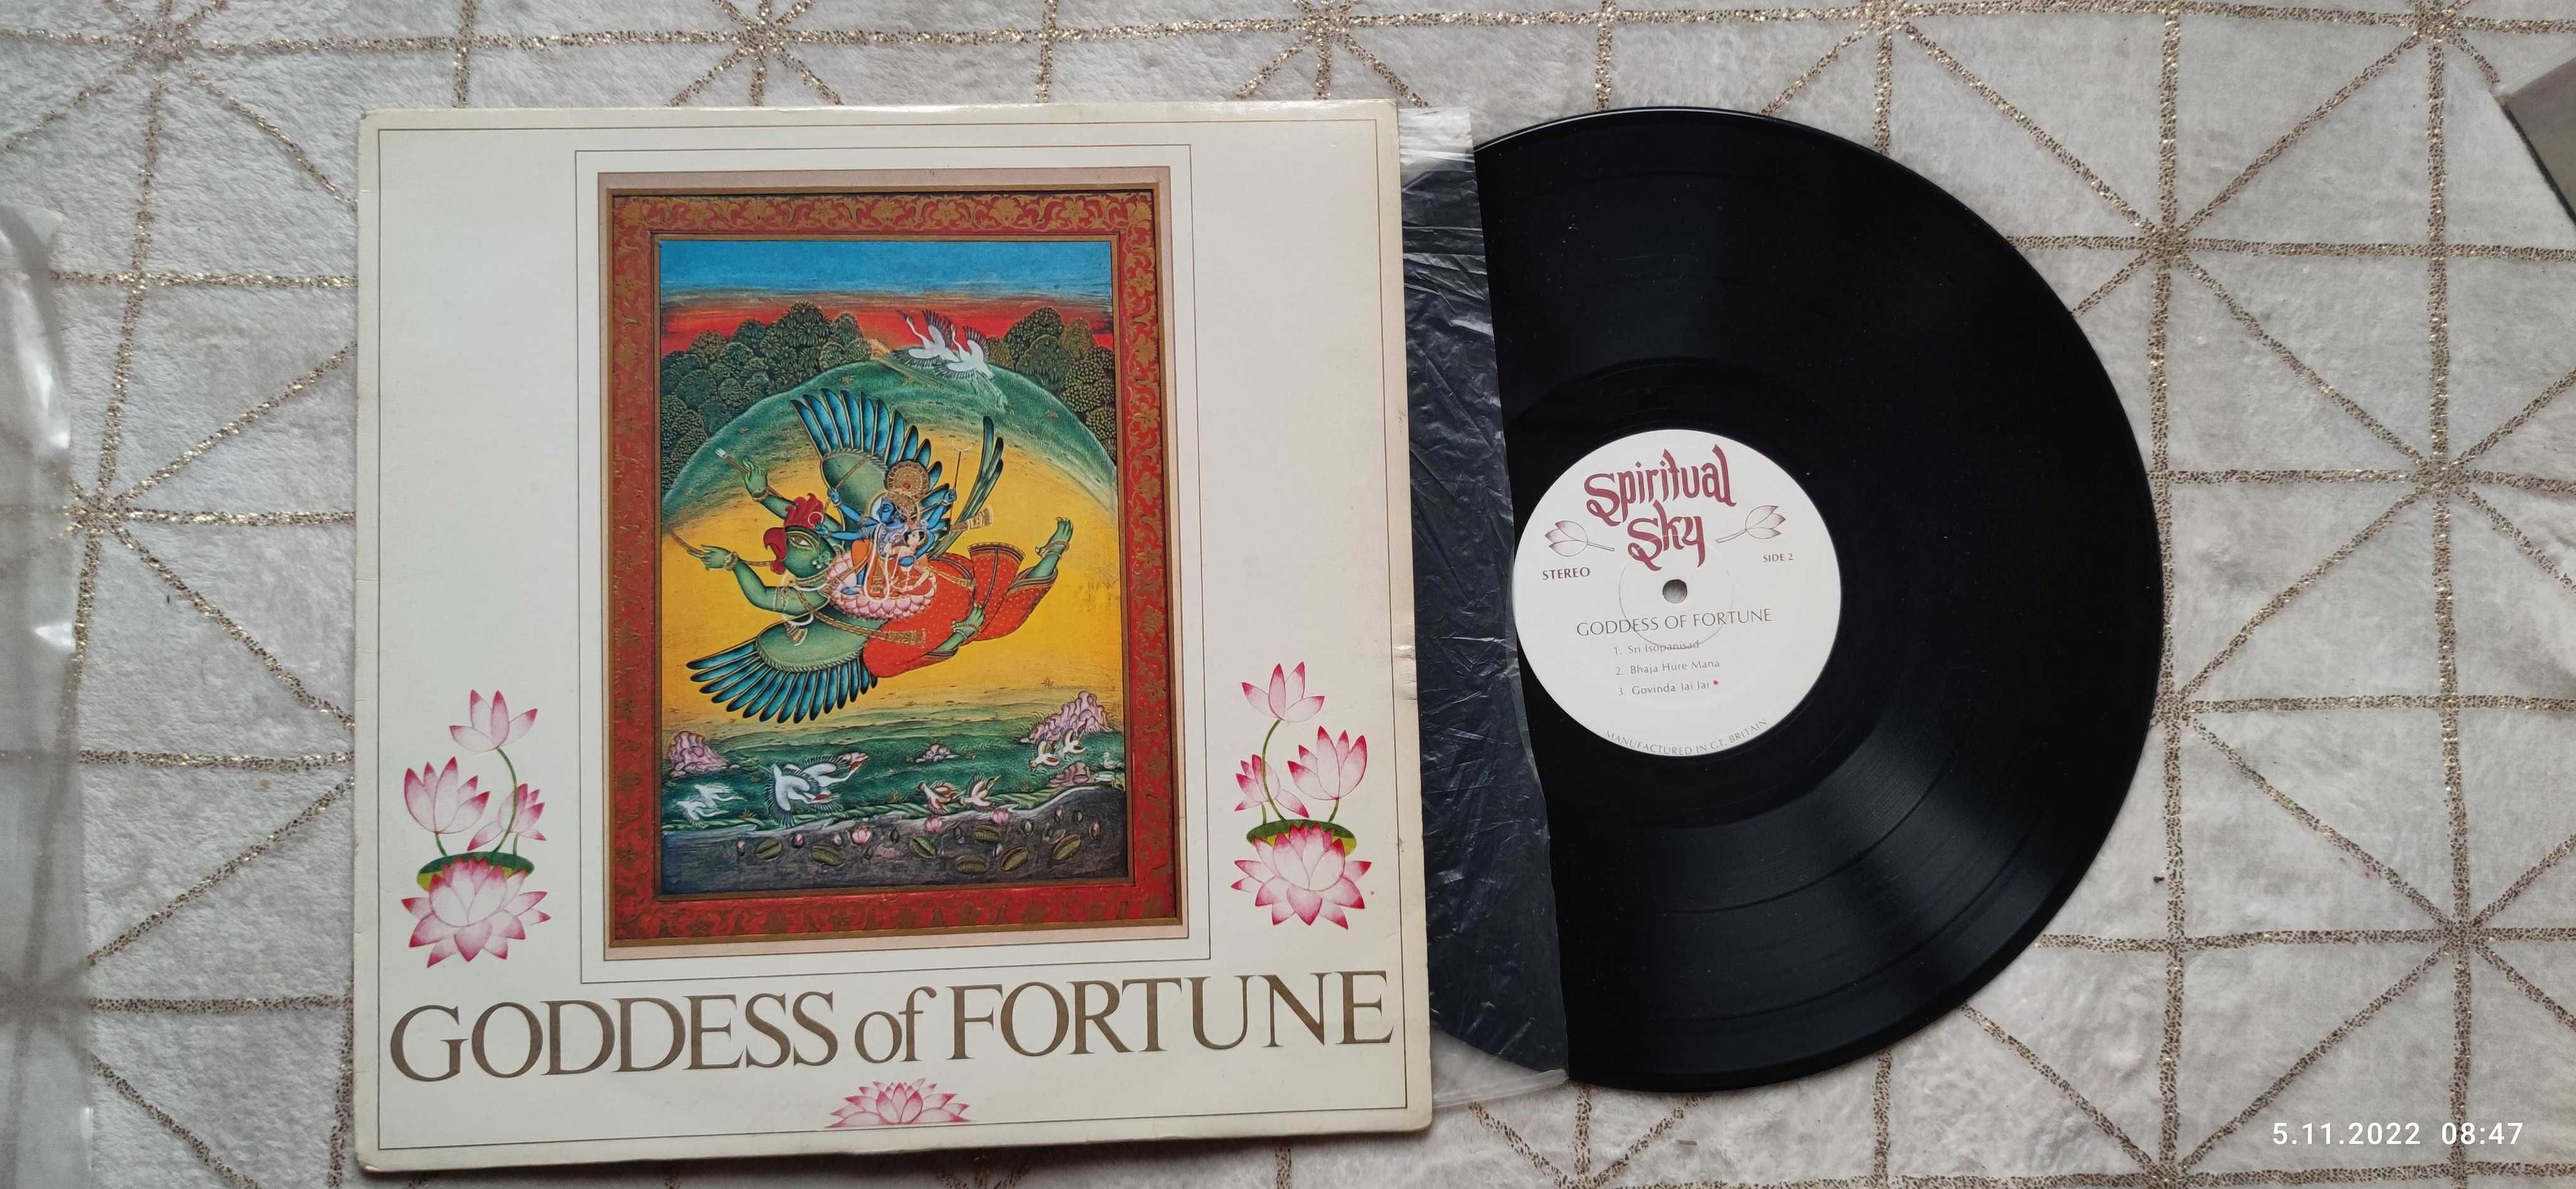 GODDESS of FORTUNE
Spiritual
Sky
STEREO
SIDE 2
GODDESS OF FORTUNE
1. Sri Isopanisad
2. Bhaja Hure Mana
3 Govinda Jai Jai *
MANUFACTURED IN GT. BRITAIN
5.11.2022 08:47